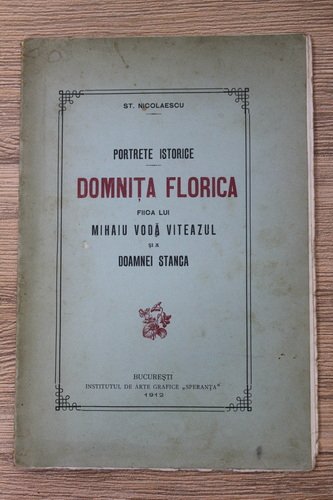 ST. NICOLAESCU
PORTRETE ISTORICE
DOMNIȚA FLORICA
FIICA LUI
MIHAIU VODĂ VITEAZUL
ȘI A
DOAMNEI STANCA
BUCUREȘTI
INSTITUTUL DE ARTE GRAFICE „SPERANȚA"
1912